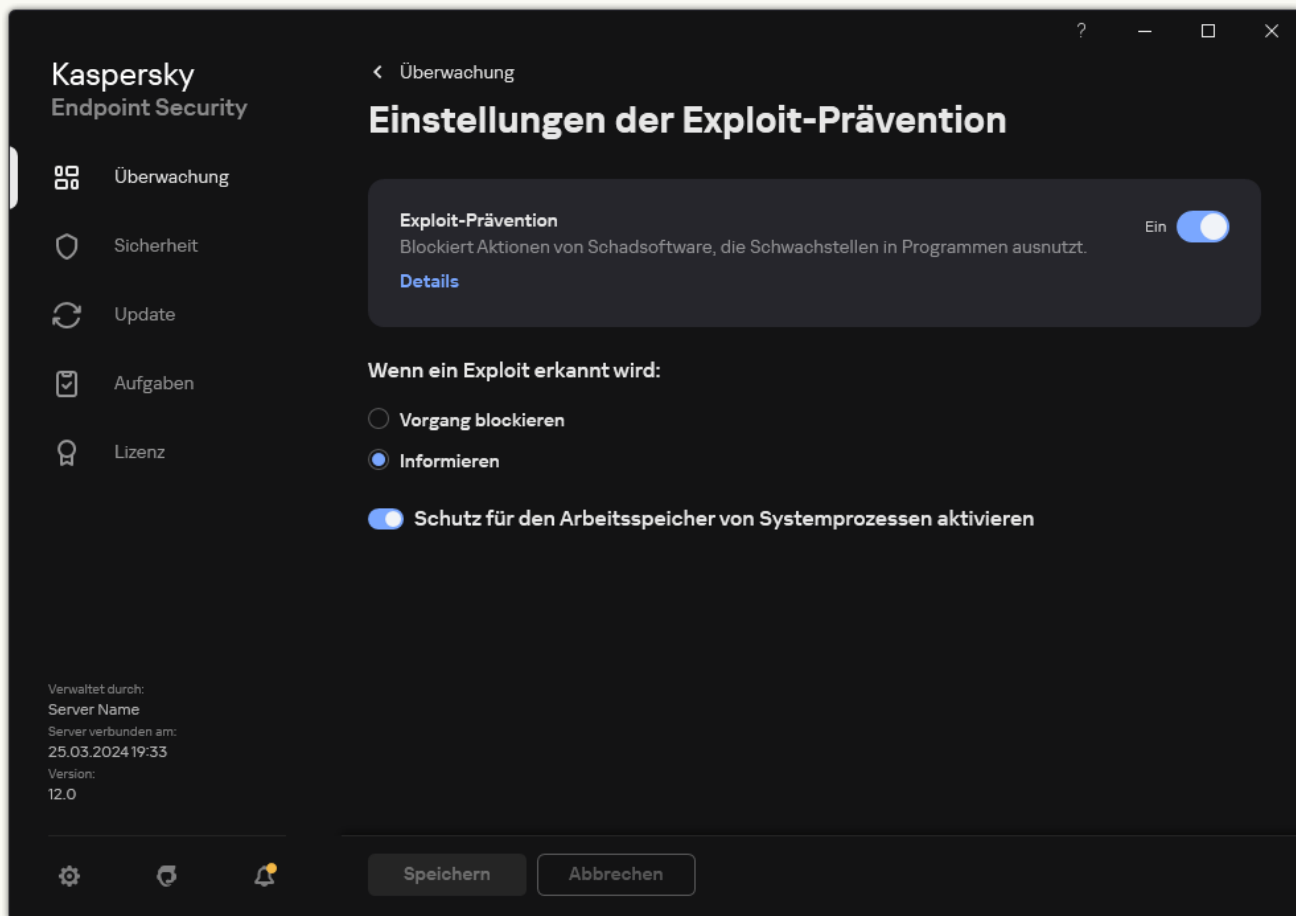 ?
Kaspersky
Endpoint Security
Überwachung
Sicherheit
Update
Aufgaben
Lizenz
Verwaltet durch:
Server Name
Server verbunden am:
25.03.2024 19:33
Version:
12.0
Überwachung
Einstellungen der Exploit-Prävention
Exploit-Prävention
Ein
Blockiert Aktionen von Schadsoftware, die Schwachstellen in Programmen ausnutzt.
Details
Wenn ein Exploit erkannt wird:
Vorgang blockieren
Informieren
Schutz für den Arbeitsspeicher von Systemprozessen aktivieren
Speichern
Abbrechen